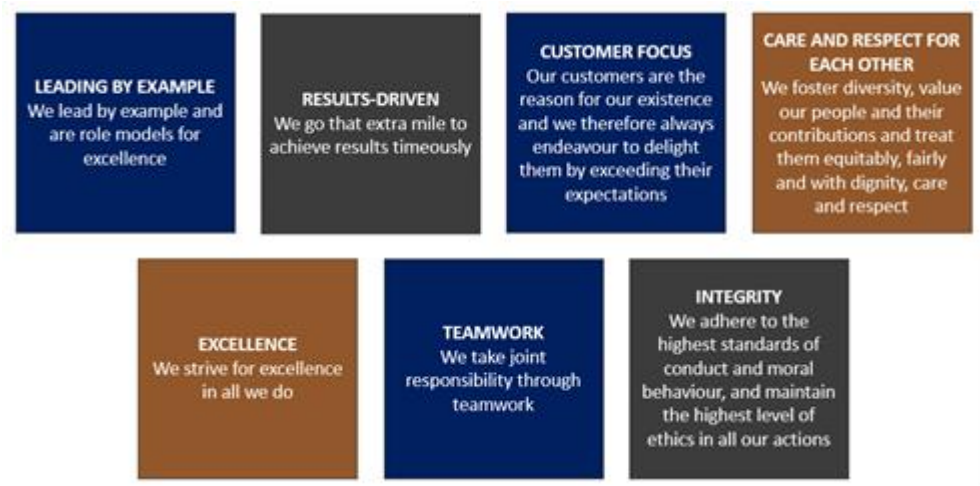 LEADING BY EXAMPLE
We lead by example and
are role models for
excellence
RESULTS-DRIVEN
We go that extra mile to
achieve results timeously
CUSTOMER FOCUS
Our customers are the
reason for our existence
and we therefore always
endeavour to delight
them by exceeding their
expectations
CARE AND RESPECT FOR
EACH OTHER
We foster diversity, value
our people and their
contributions and treat
them equitably, fairly
and with dignity, care
and respect
EXCELLENCE
We strive for excellence
in all we do
TEAMWORK
We take joint
responsibility through
teamwork
INTEGRITY
We adhere to the
highest standards of
conduct and moral
behaviour, and maintain
the highest level of
ethics in all our actions